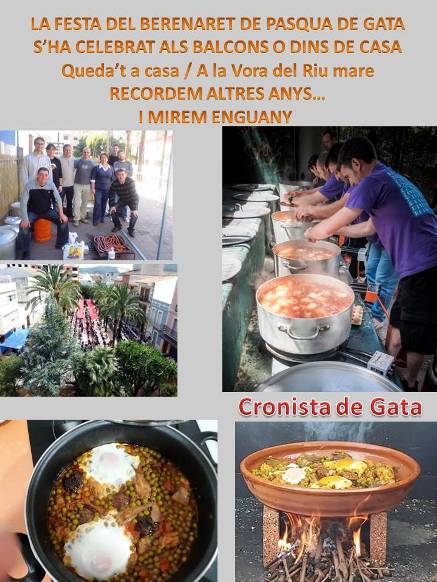 LA FESTA DEL BERENARET DE PASQUA DE GATA
S'HA CELEBRAT ALS BALCONS O DINS DE CASA
Queda't a casa / A la Vora del Riu mare
RECORDEM ALTRES ANYS...
I MIREM ENGUANY
Cronista de Gata